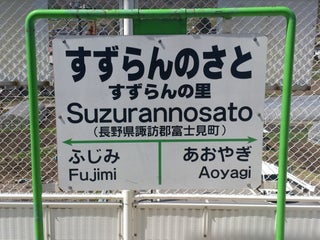 すずらんのさと
すずらんの里
Suzurannosato
(長野県諏訪郡富士見町)
ふじみ あおやぎ
Fujimi Aoyagi